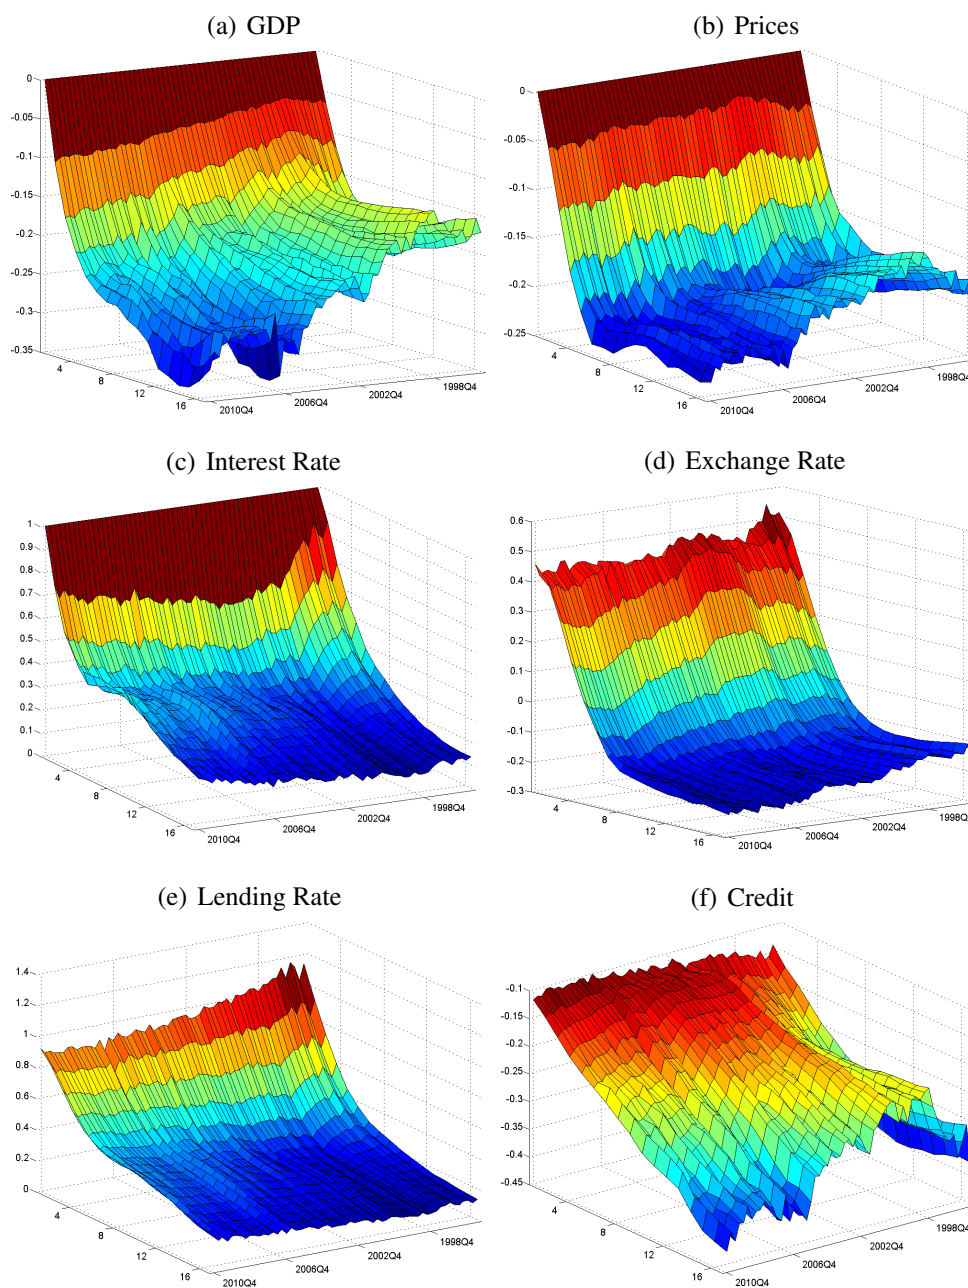 (a) GDP
(b) Prices
0
-0.05
-0.1
-0.15
-0.2
-0.25
-0.3
-0.35
4
8
12
16
2010Q4
2006Q4
2002Q4
1998Q4
0
-0.05
-0.1
-0.15
-0.2
-0.25
4
8
12
16
2010Q4
2006Q4
2002Q4
1998Q4
(c) Interest Rate
(d) Exchange Rate
1
0.9
0.8
0.7
0.6
0.5
0.4
0.3
0.2
0.1
0
4
8
12
16
2010Q4
2006Q4
2002Q4
1998Q4
0.6
0.5
0.4
0.3
0.2
0.1
0
-0.1
-0.2
-0.3
4
8
12
16
2010Q4
2006Q4
2002Q4
1998Q4
(e) Lending Rate
(f) Credit
1.4
1.2
1
0.8
0.6
0.4
0.2
0
4
8
12
16
2010Q4
2006Q4
2002Q4
1998Q4
-0.1
-0.15
-0.2
-0.25
-0.3
-0.35
-0.4
-0.45
4
8
12
16
2010Q4
2006Q4
2002Q4
1998Q4